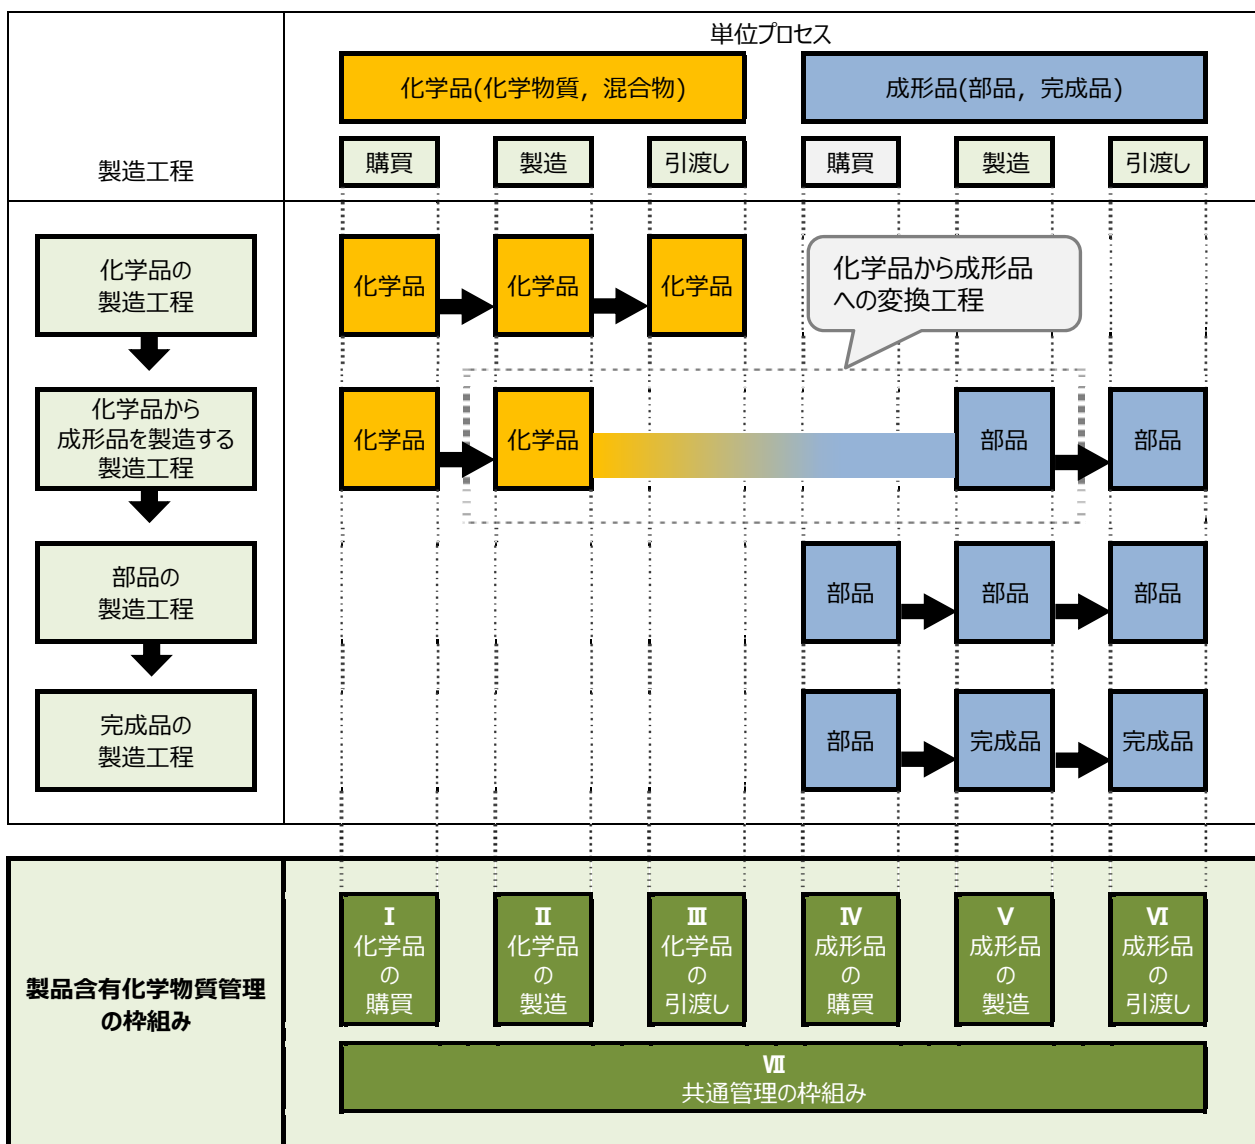 単位プロセス
化学品(化学物質，混合物)
成形品(部品，完成品)
製造工程
購買
製造
引渡し
購買
製造
引渡し
化学品の
製造工程
化学品
化学品
化学品
化学品から成形品
への変換工程
化学品から
成形品を製造する
製造工程
化学品
化学品
部品
部品
部品の
製造工程
部品
部品
部品
完成品の
製造工程
部品
完成品
完成品
製品含有化学物質管理
の枠組み
Ⅰ
化学品
の
購買
Ⅱ
化学品
の
製造
Ⅲ
化学品
の
引渡し
Ⅳ
成形品
の
購買
Ⅴ
成形品
の
製造
Ⅵ
成形品
の
引渡し
Ⅶ
共通管理の枠組み